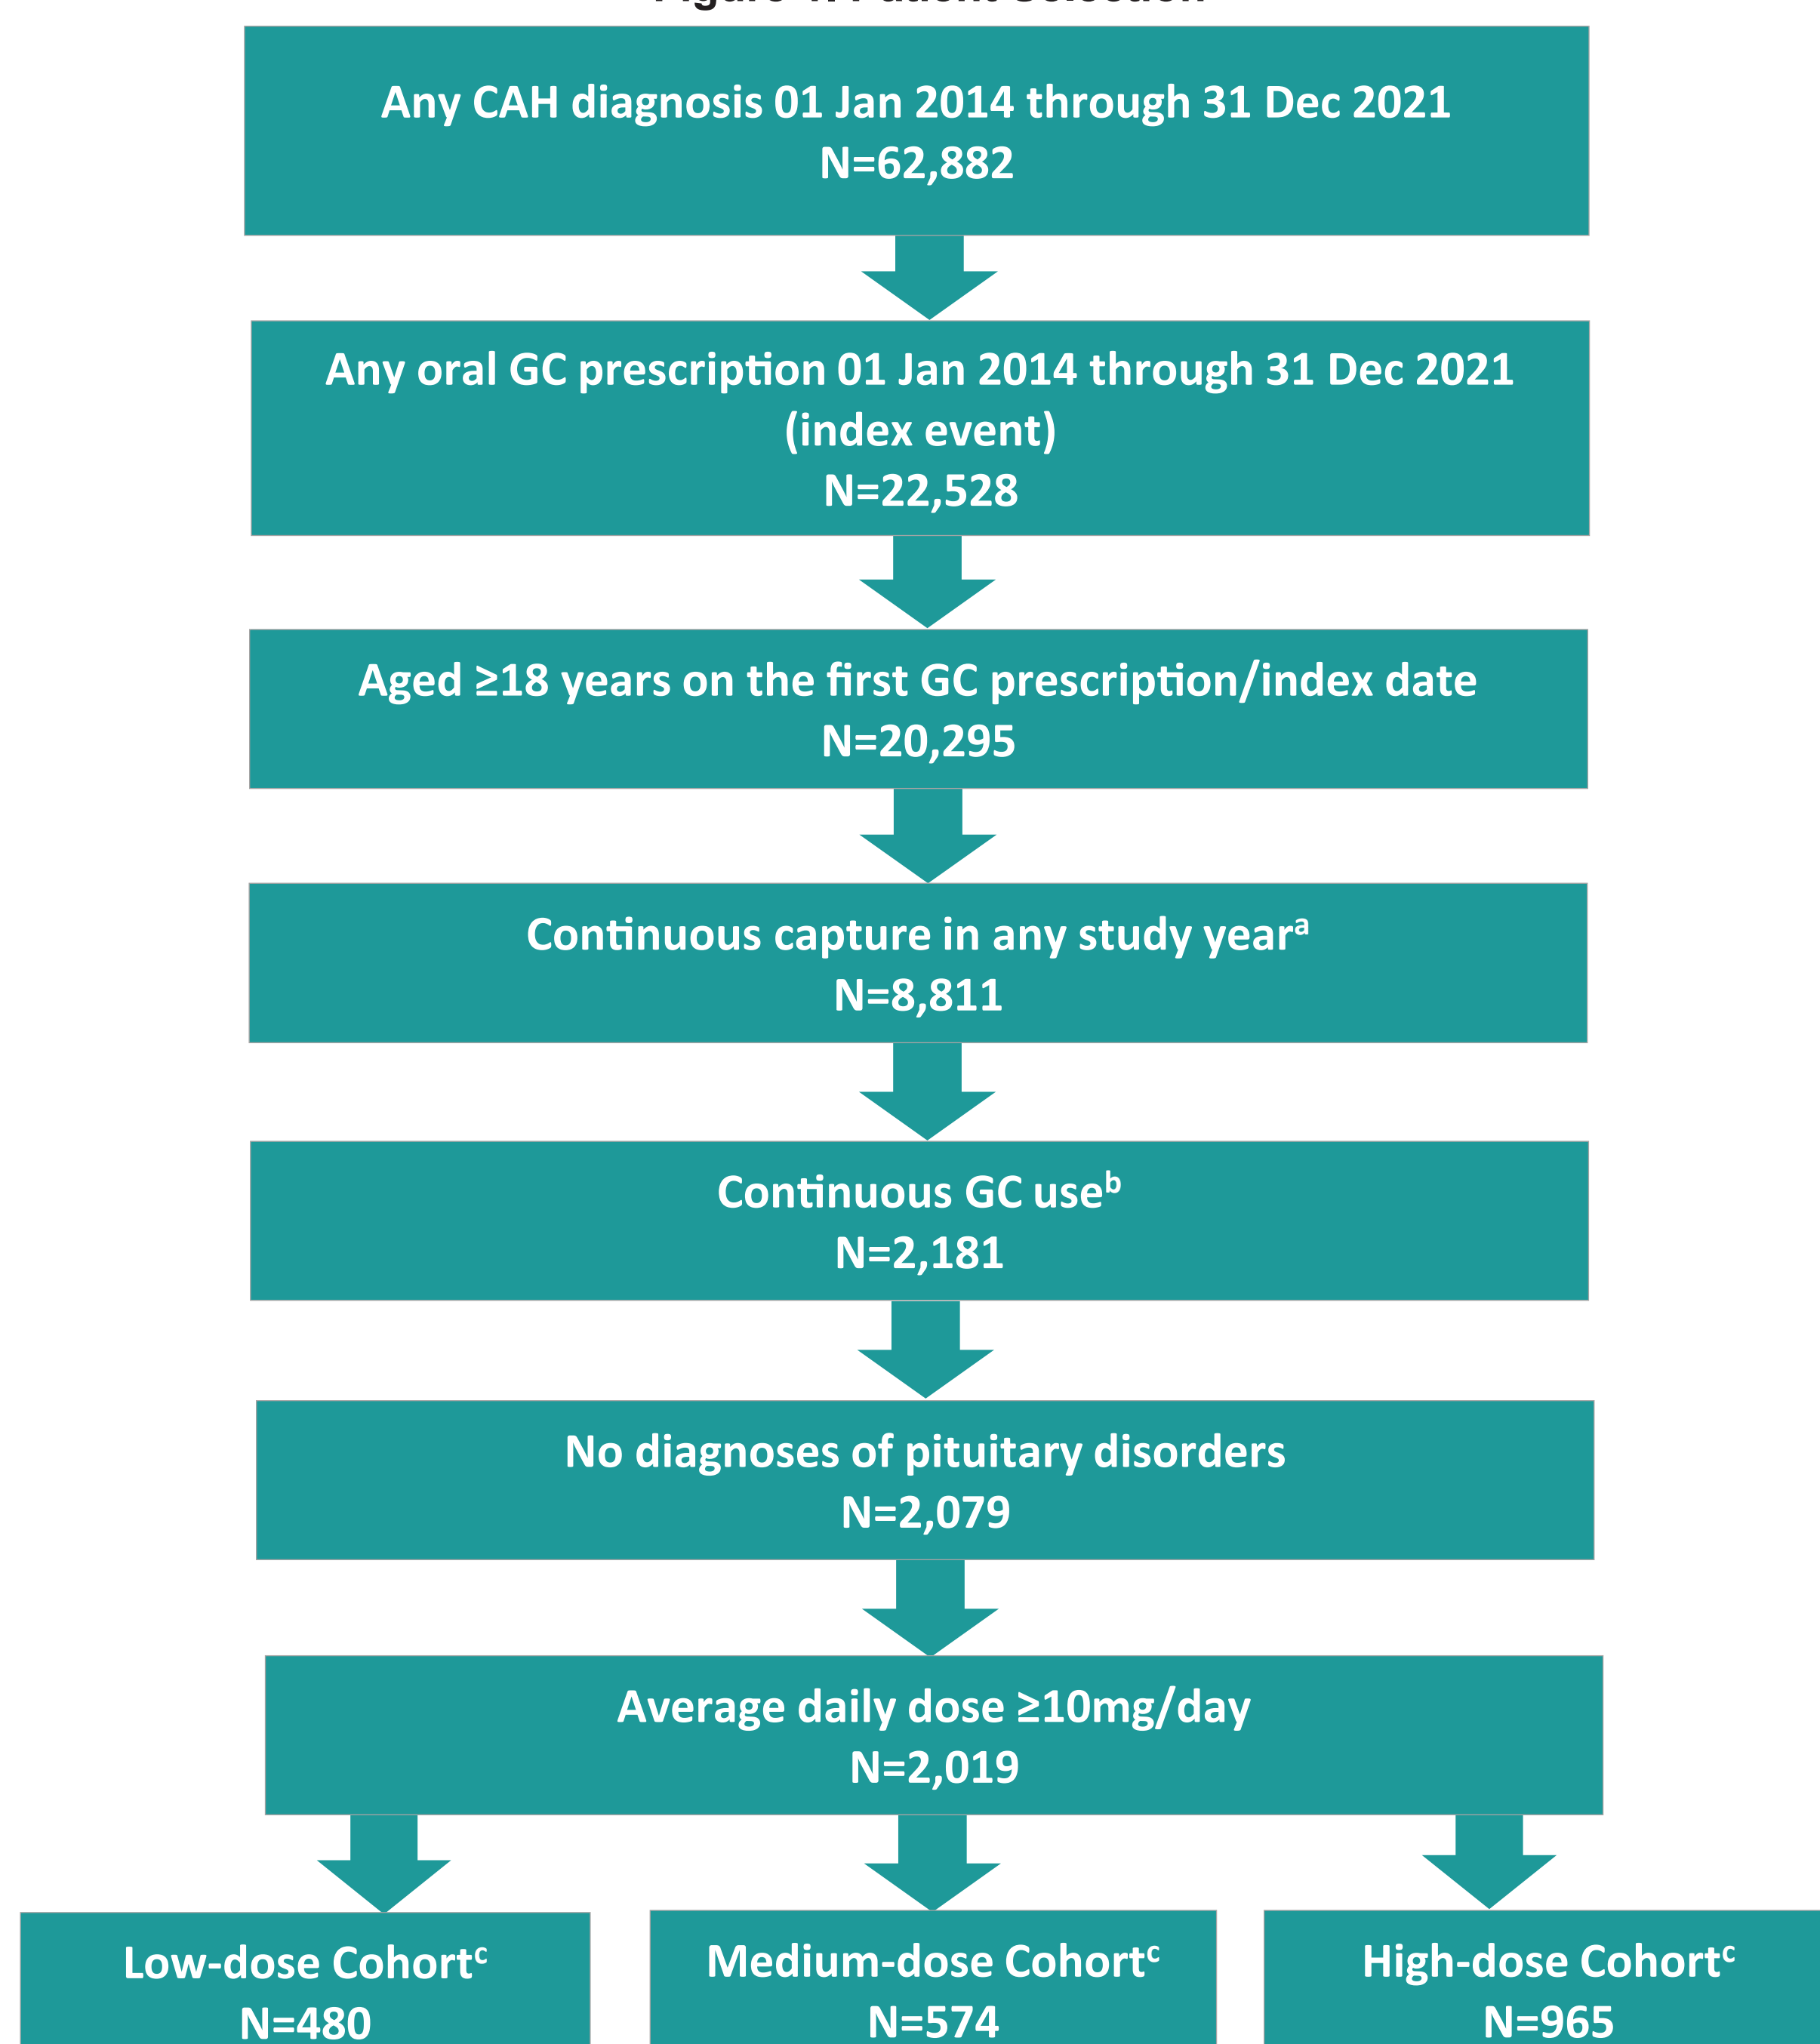 Any CAH diagnosis 01 Jan 2014 through 31 Dec 2021
N=62,882
Any oral GC prescription 01 Jan 2014 through 31 Dec 2021
(index event)
N=22,528
Aged ≥18 years on the first GC prescription/index date
N=20,295
Continuous capture in any study yearᵃ
N=8,811
Continuous GC useᵇ
N=2,181
No diagnoses of pituitary disorders
N=2,079
Average daily dose ≥10mg/day
N=2,019
Low-dose Cohortᶜ
N=480
Medium-dose Cohortᶜ
N=574
High-dose Cohortᶜ
N=965